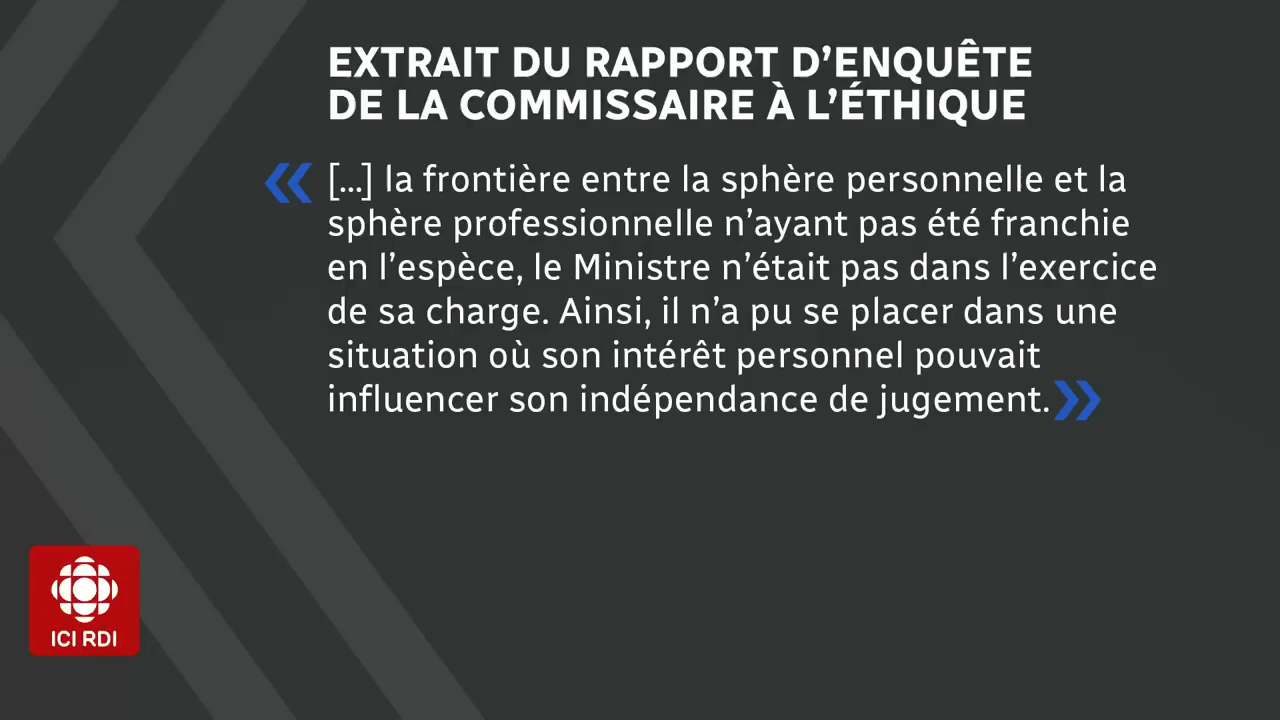 EXTRAIT DU RAPPORT D’ENQUÊTE
DE LA COMMISSAIRE À L’ÉTHIQUE
« [...] la frontière entre la sphère personnelle et la
sphère professionnelle n’ayant pas été franchie
en l’espèce, le Ministre n’était pas dans l’exercice
de sa charge. Ainsi, il n’a pu se placer dans une
situation où son intérêt personnel pouvait
influencer son indépendance de jugement. »
ICI RDI